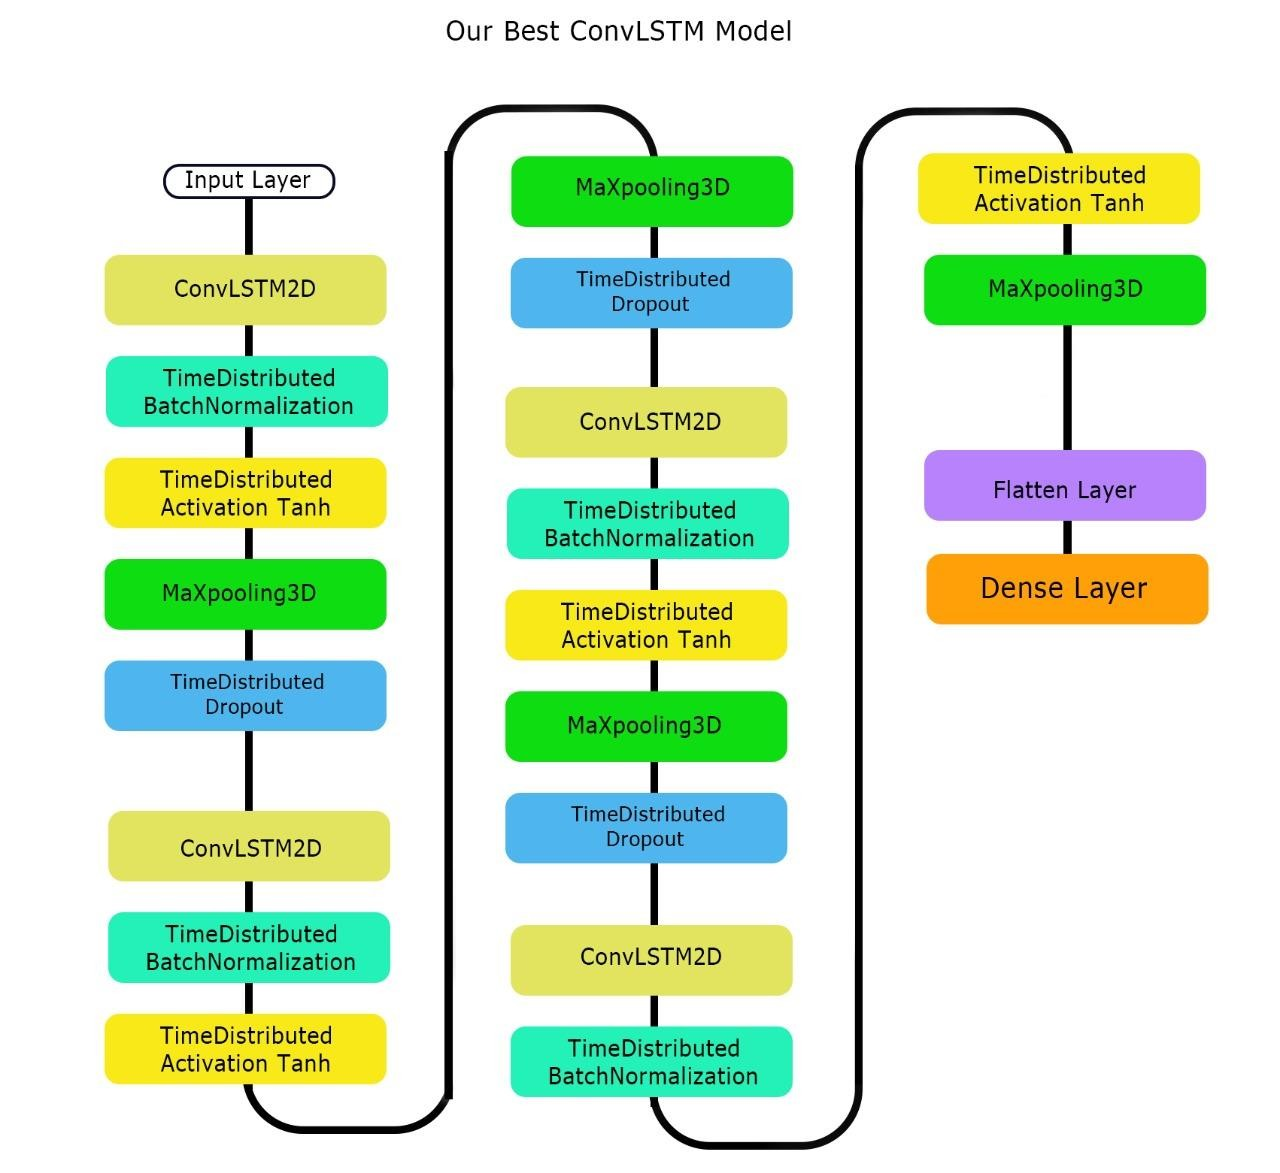 Our Best ConvLSTM Model
Input Layer
ConvLSTM2D
TimeDistributed
BatchNormalization
TimeDistributed
Activation Tanh
MaXpooling3D
TimeDistributed
Dropout
ConvLSTM2D
TimeDistributed
BatchNormalization
TimeDistributed
Activation Tanh
MaXpooling3D
TimeDistributed
Dropout
ConvLSTM2D
TimeDistributed
BatchNormalization
TimeDistributed
Activation Tanh
MaXpooling3D
TimeDistributed
Dropout
ConvLSTM2D
TimeDistributed
BatchNormalization
TimeDistributed
Activation Tanh
MaXpooling3D
Flatten Layer
Dense Layer